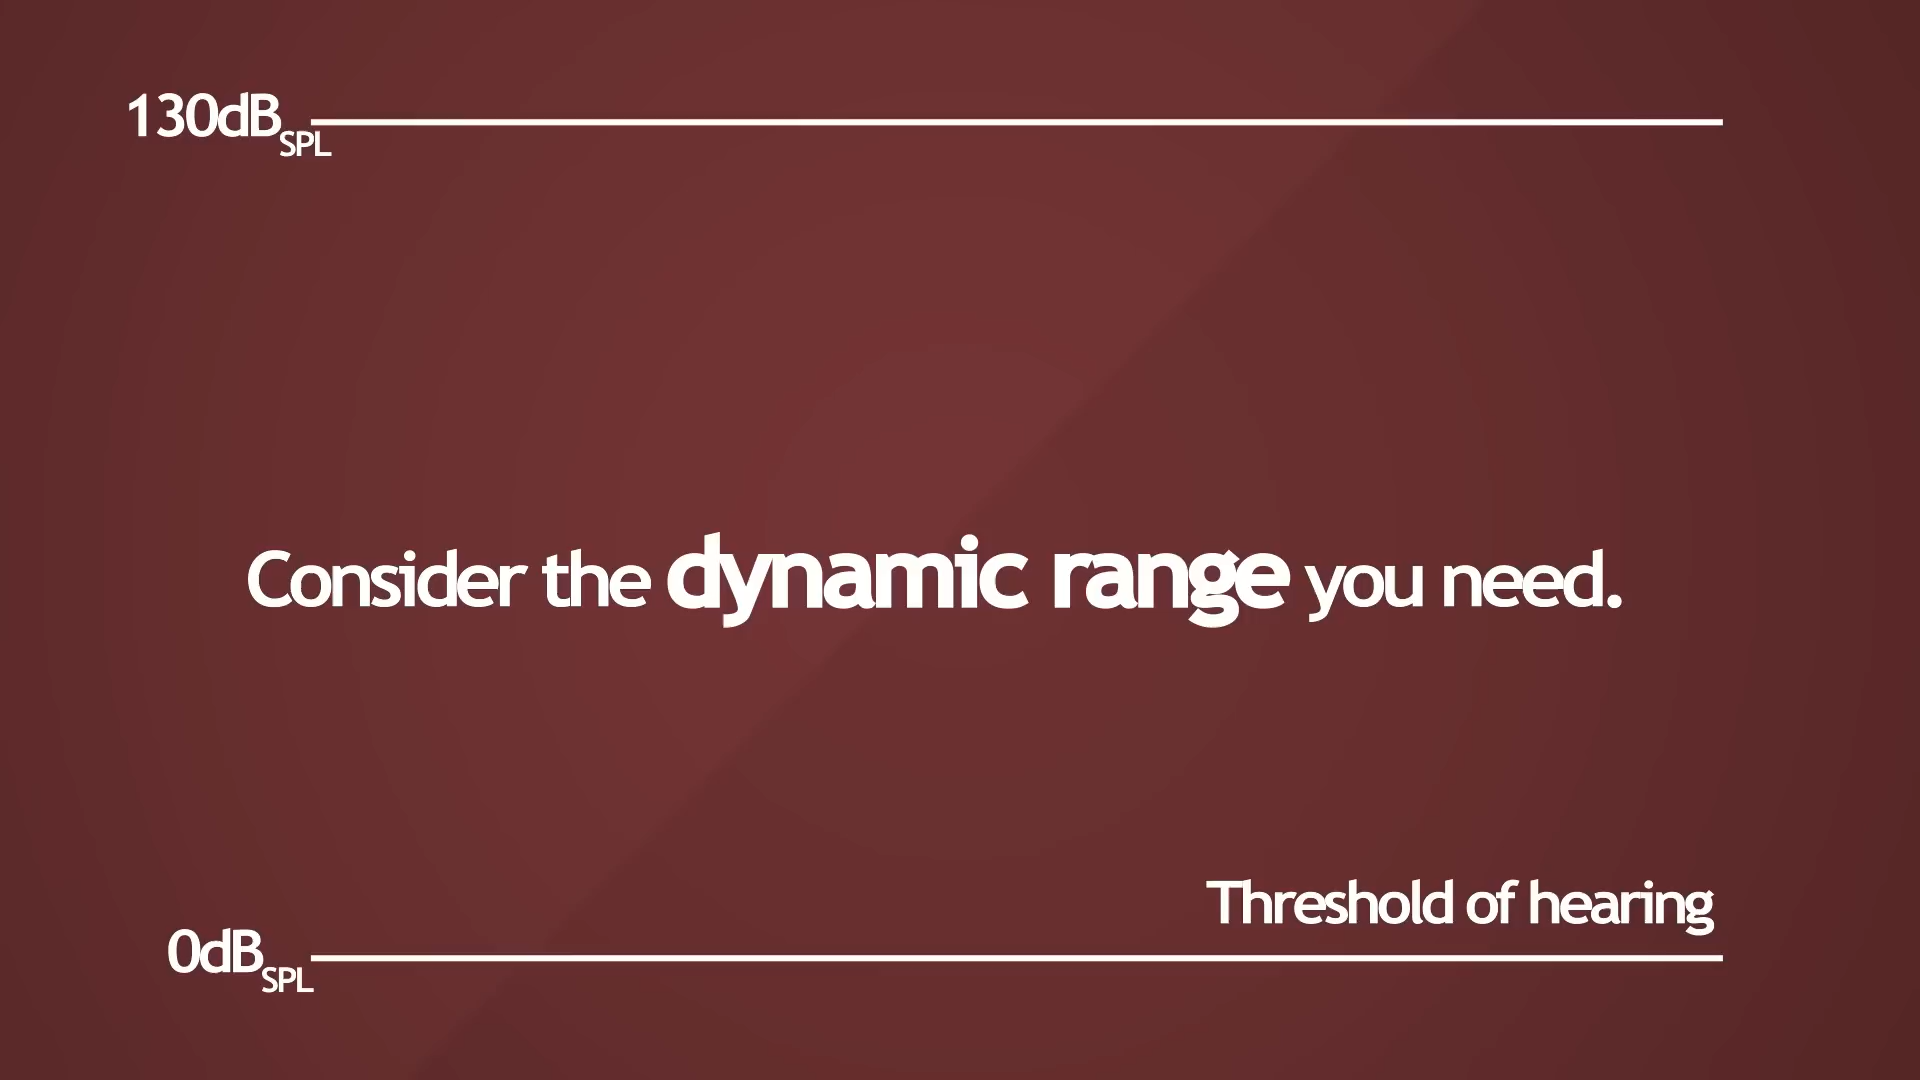 130dBSPL
Consider the dynamic range you need.
Threshold of hearing
0dBSPL